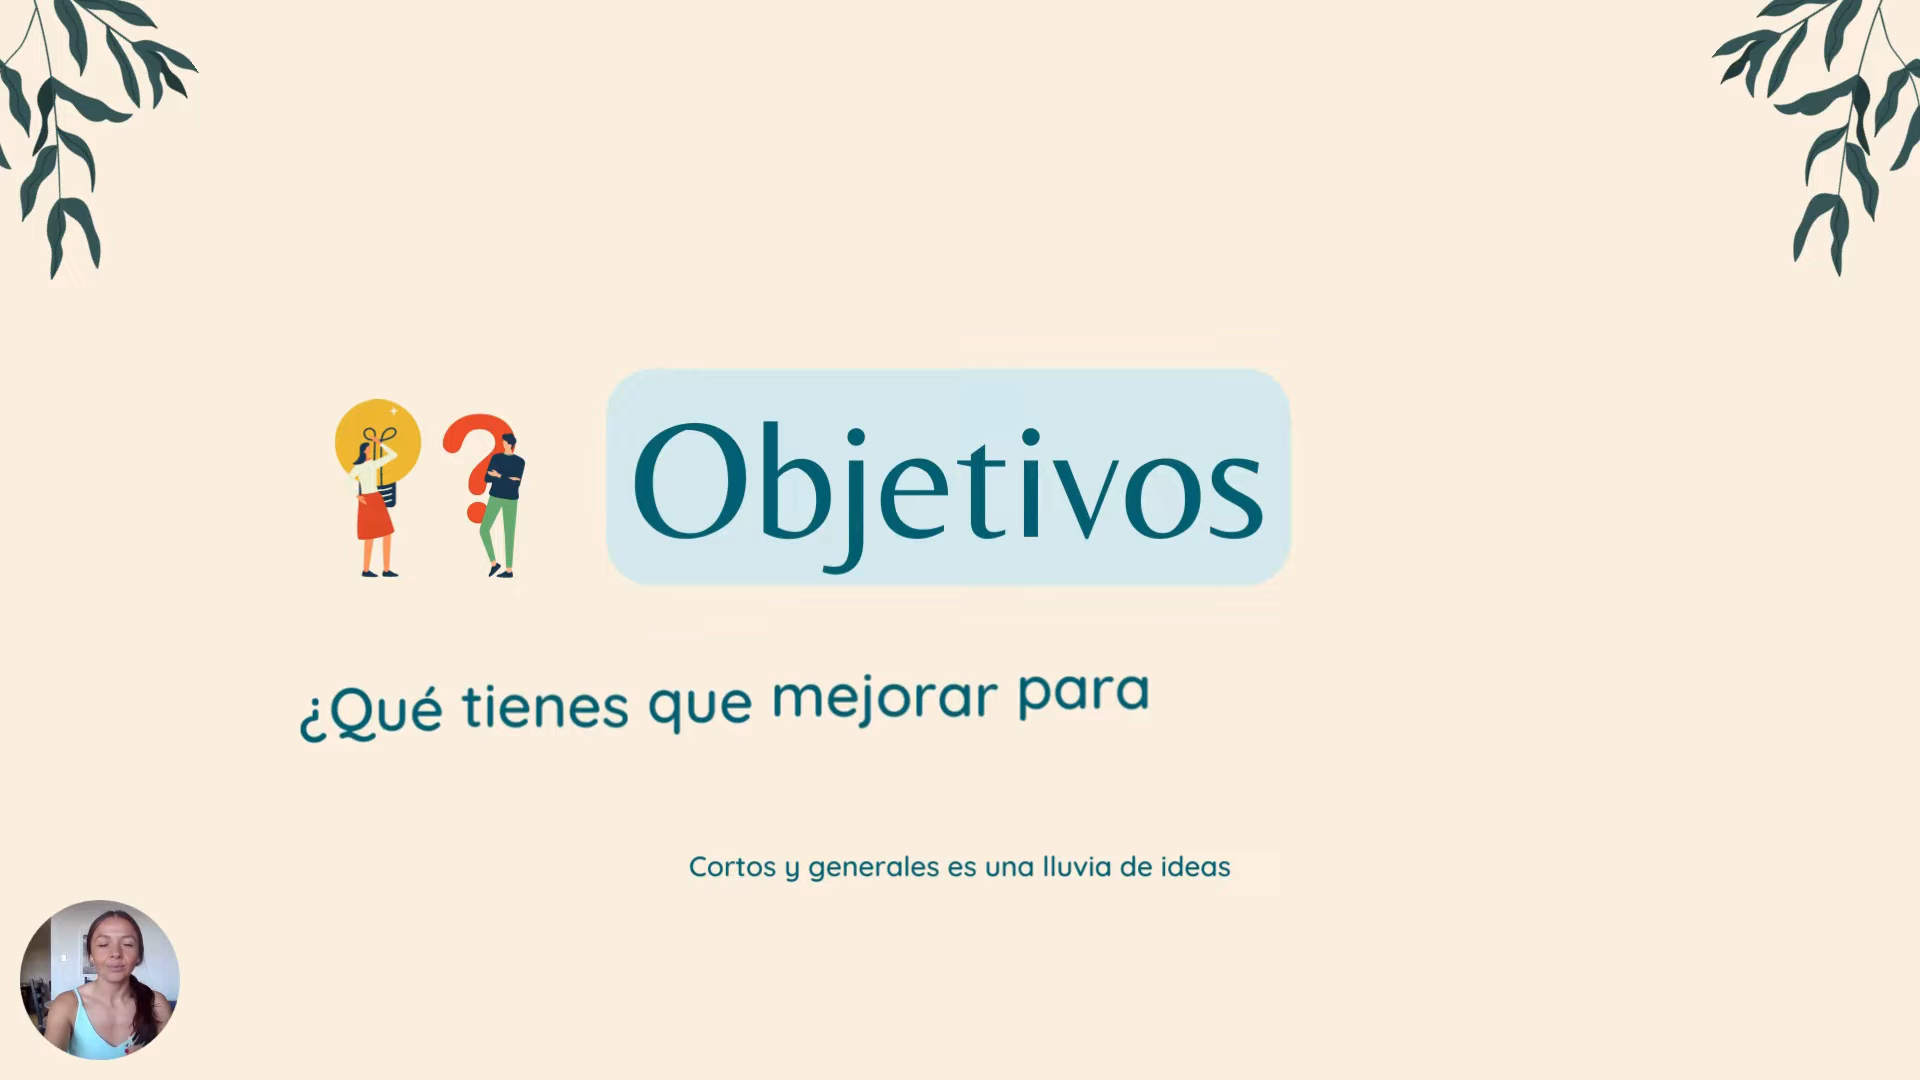 Objetivos
¿Qué tienes que mejorar para
Cortos y generales es una lluvia de ideas